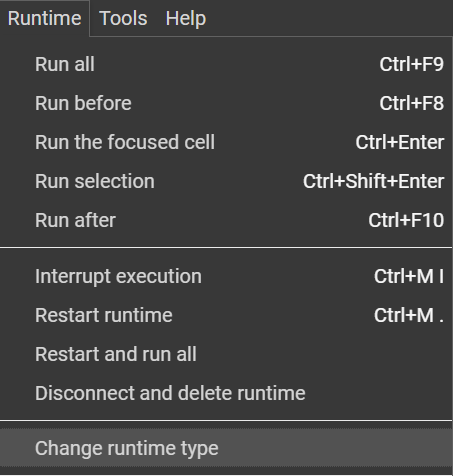 Runtime Tools Help
Run all Ctrl+F9
Run before Ctrl+F8
Run the focused cell Ctrl+Enter
Run selection Ctrl+Shift+Enter
Run after Ctrl+F10
Interrupt execution Ctrl+M I
Restart runtime Ctrl+M .
Restart and run all
Disconnect and delete runtime
Change runtime type